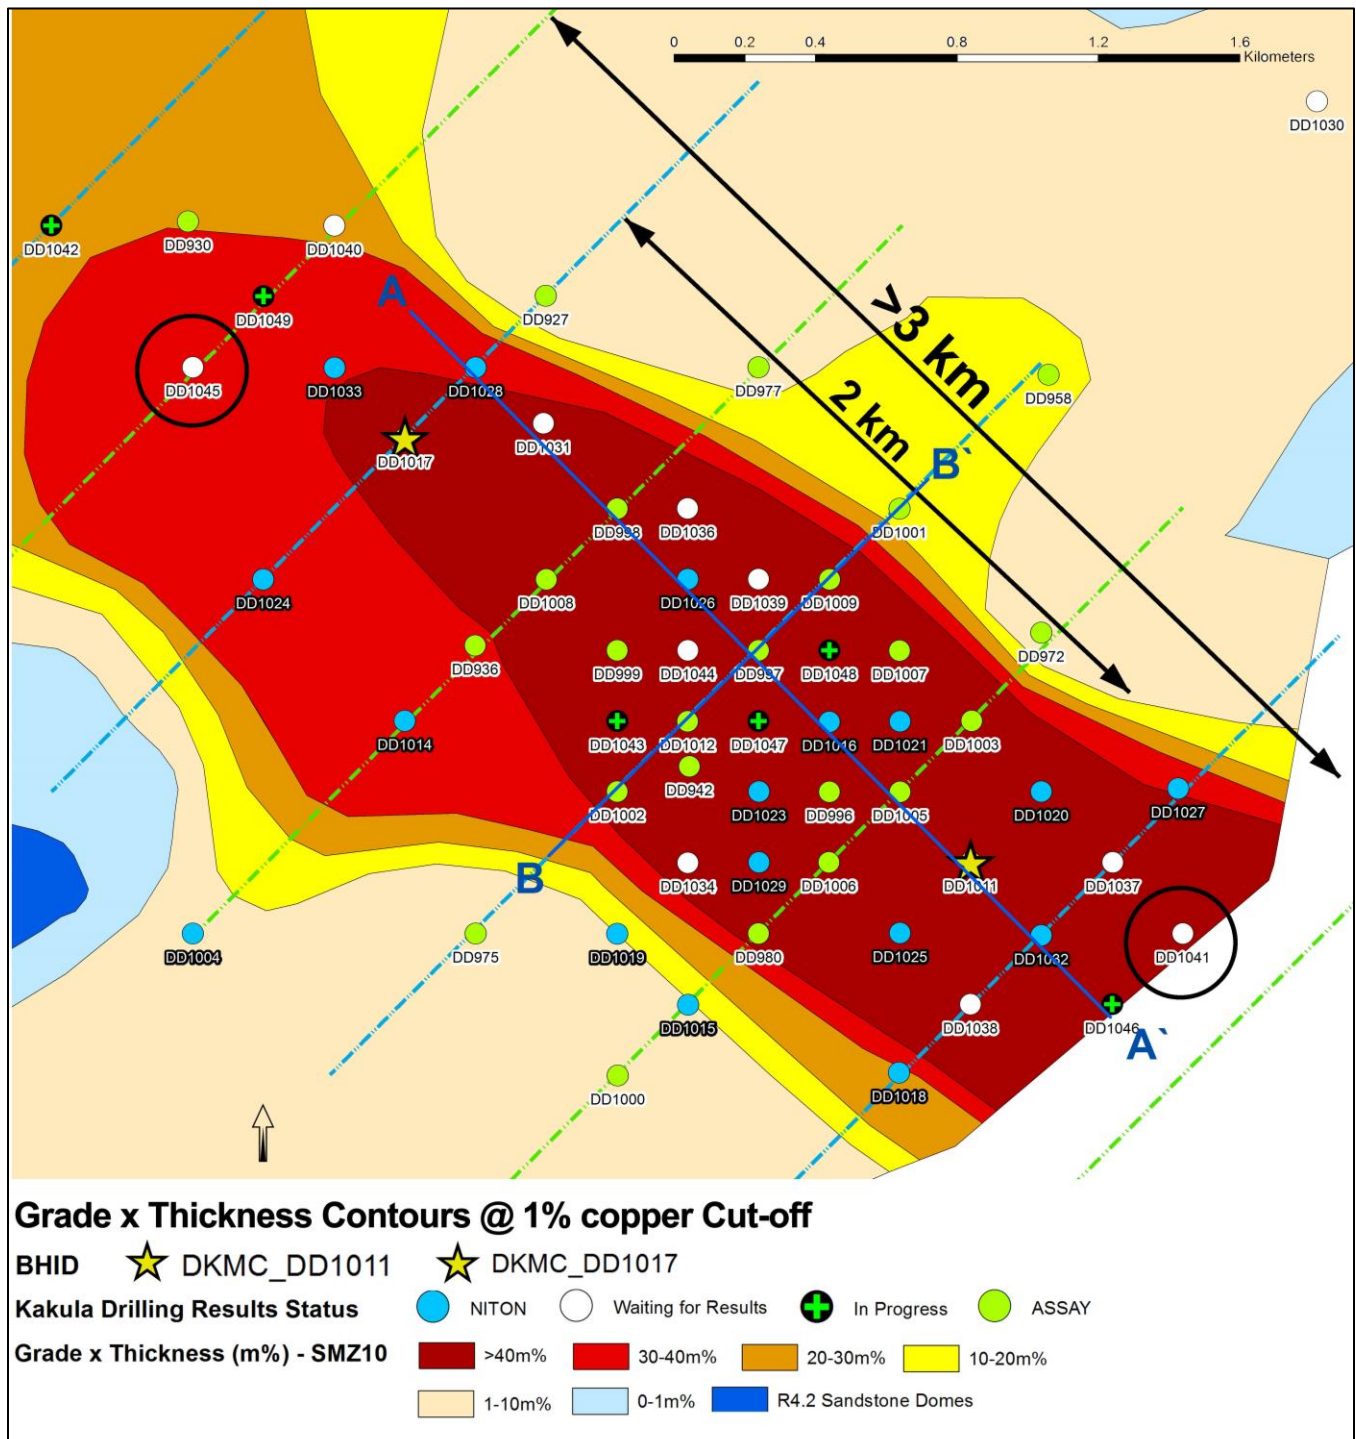 0 0.2 0.4 0.8 1.2 1.6
Kilometers
DD1030
DD1042
DD930
DD1040
A
DD1049
DD927
>3 km
DD1045
DD1033
DD1028
DD977
DD958
2 km
DD1017
DD1031
B`
DD998
DD1036
DD1001
DD1024
DD1008
DD1026
DD1039
DD1009
DD936
DD999
DD1044
DD997
DD1048
DD1007
DD972
DD1014
DD1043
DD1012
DD1047
DD1016
DD1021
DD1003
DD942
DD1002
DD1023
DD996
DD1005
DD1020
DD1027
B
DD1034
DD1029
DD1006
DD1011
DD1037
DD1004
DD975
DD1019
DD980
DD1025
DD1032
DD1041
DD1015
DD1038
DD1046
A`
DD1000
DD1018
Grade x Thickness Contours @ 1% copper Cut-off
BHID DKMC_DD1011 DKMC_DD1017
Kakula Drilling Results Status NITON Waiting for Results In Progress ASSAY
Grade x Thickness (m%) - SMZ10 >40m% 30-40m% 20-30m% 10-20m%
1-10m% 0-1m% R4.2 Sandstone Domes